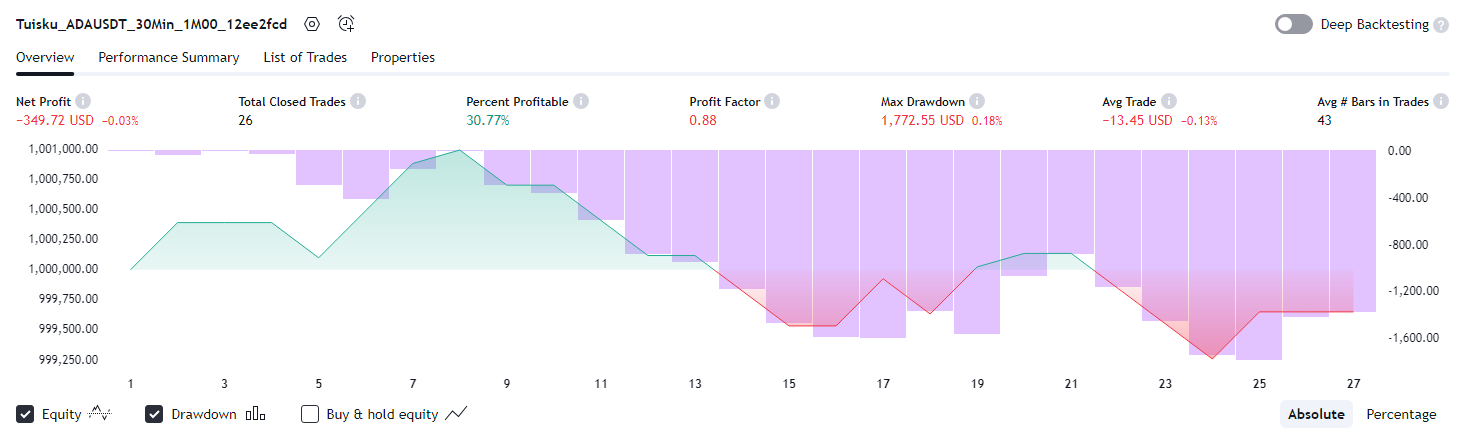 Tuisku_ADAUSDT_30Min_1M00_12ee2fcd
Deep Backtesting
Overview Performance Summary List of Trades Properties
Net Profit Total Closed Trades Percent Profitable Profit Factor Max Drawdown Avg Trade Avg # Bars in Trades
−349.72 USD −0.03% 26 30.77% 0.88 1,772.55 USD 0.18% −13.45 USD −0.13% 43
1,001,000.00 0.00
1,000,750.00
1,000,500.00 -400.00
1,000,250.00 -800.00
1,000,000.00
999,750.00 -1,200.00
999,500.00 -1,600.00
999,250.00
1 3 5 7 9 11 13 15 17 19 21 23 25 27
Equity Drawdown Buy & hold equity Absolute Percentage